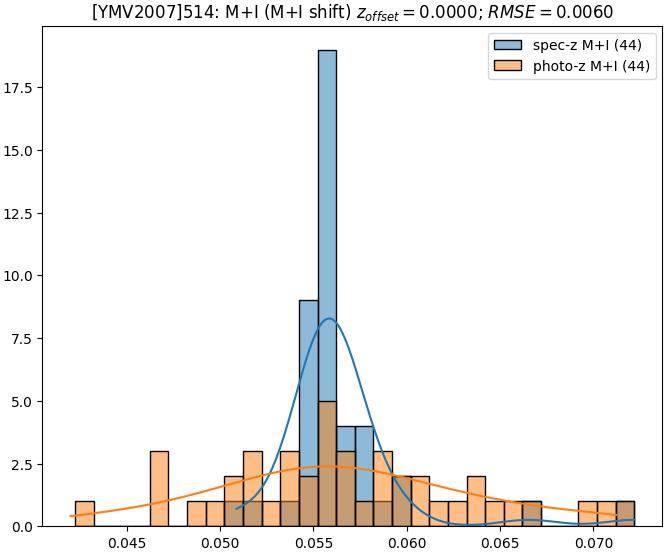 [YMV2007]514: M+I (M+I shift) z_offset = 0.0000; RMSE = 0.0060
spec-z M+I (44)
photo-z M+I (44)
17.5
15.0
12.5
10.0
7.5
5.0
2.5
0.0
0.045 0.050 0.055 0.060 0.065 0.070